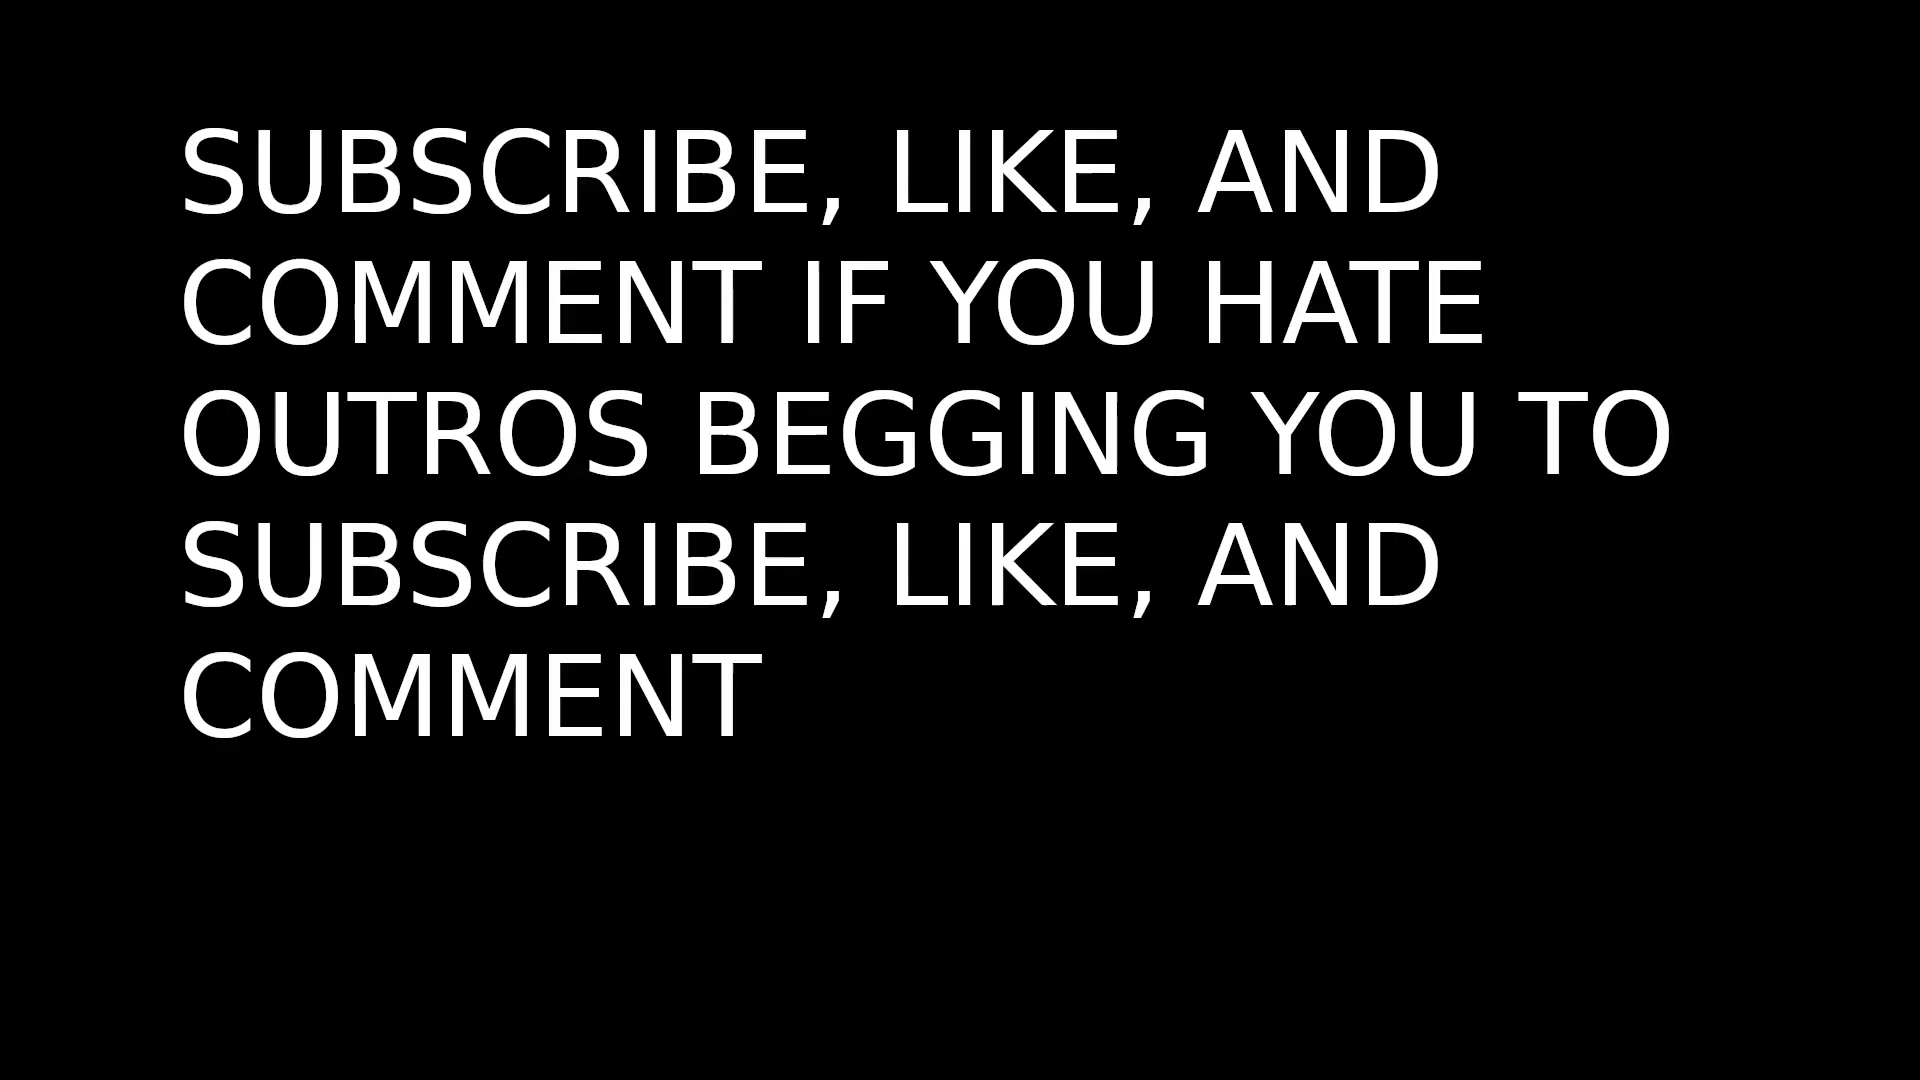 SUBSCRIBE, LIKE, AND
COMMENT IF YOU HATE
OUTROS BEGGING YOU TO
SUBSCRIBE, LIKE, AND
COMMENT